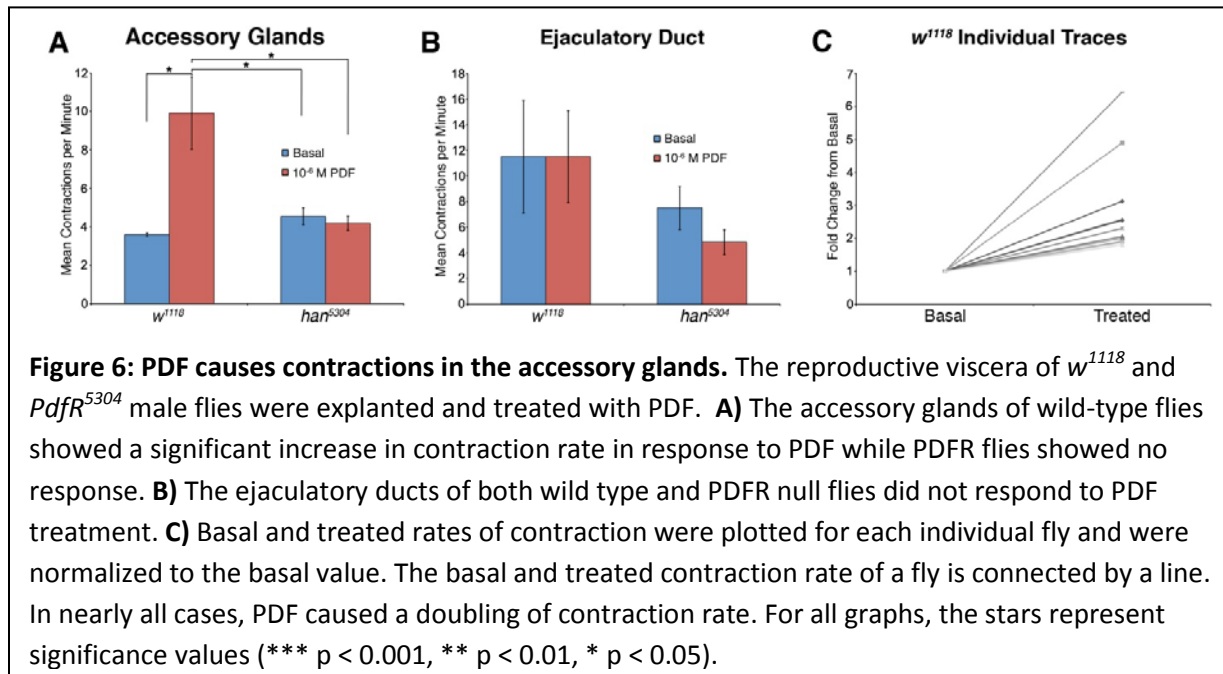 A Accessory Glands
Mean Contractions per Minute
12
10
8
6
4
2
0
*
*
*
Basal
10⁻⁶ M PDF
w¹¹¹⁸ han⁵³⁰⁴
B Ejaculatory Duct
Mean Contractions per Minute
18
16
14
12
10
8
6
4
2
0
Basal
10⁻⁶ M PDF
w¹¹¹⁸ han⁵³⁰⁴
C w¹¹¹⁸ Individual Traces
Fold Change from Basal
7
6
5
4
3
2
1
0
Basal Treated
Figure 6: PDF causes contractions in the accessory glands. The reproductive viscera of w¹¹¹⁸ and
PdfR⁵³⁰⁴ male flies were explanted and treated with PDF. A) The accessory glands of wild-type flies
showed a significant increase in contraction rate in response to PDF while PDFR flies showed no
response. B) The ejaculatory ducts of both wild type and PDFR null flies did not respond to PDF
treatment. C) Basal and treated rates of contraction were plotted for each individual fly and were
normalized to the basal value. The basal and treated contraction rate of a fly is connected by a line.
In nearly all cases, PDF caused a doubling of contraction rate. For all graphs, the stars represent
significance values (*** p < 0.001, ** p < 0.01, * p < 0.05).